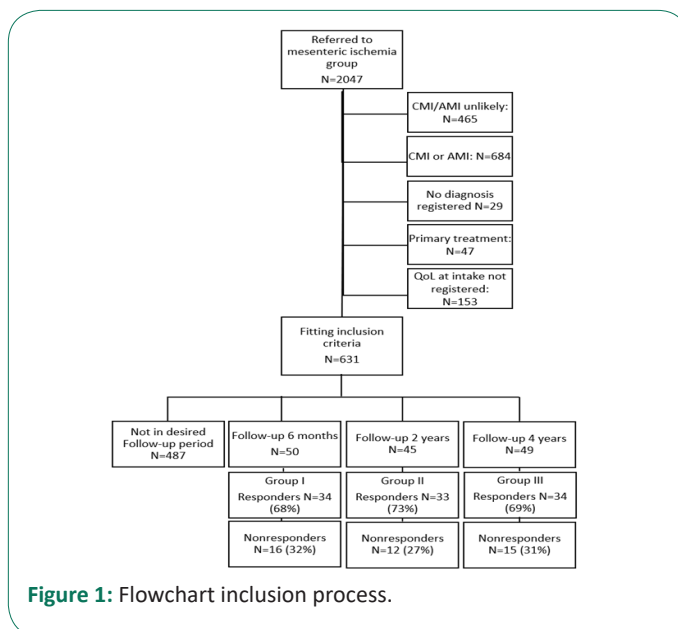 Referred to
mesenteric ischemia
group
N=2047
CMI/AMI unlikely:
N=465
CMI or AMI: N=684
No diagnosis
registered N=29
Primary treatment:
N=47
QoL at intake not
registered:
N=153
Fitting inclusion
criteria
N=631
Not in desired
Follow-up period
N=487
Follow-up 6 months
N=50
Follow-up 2 years
N=45
Follow-up 4 years
N=49
Group I
Responders N=34
(68%)
Group II
Responders N=33
(73%)
Group III
Responders N=34
(69%)
Nonresponders
N=16 (32%)
Nonresponders
N=12 (27%)
Nonresponders
N=15 (31%)
Figure 1: Flowchart inclusion process.